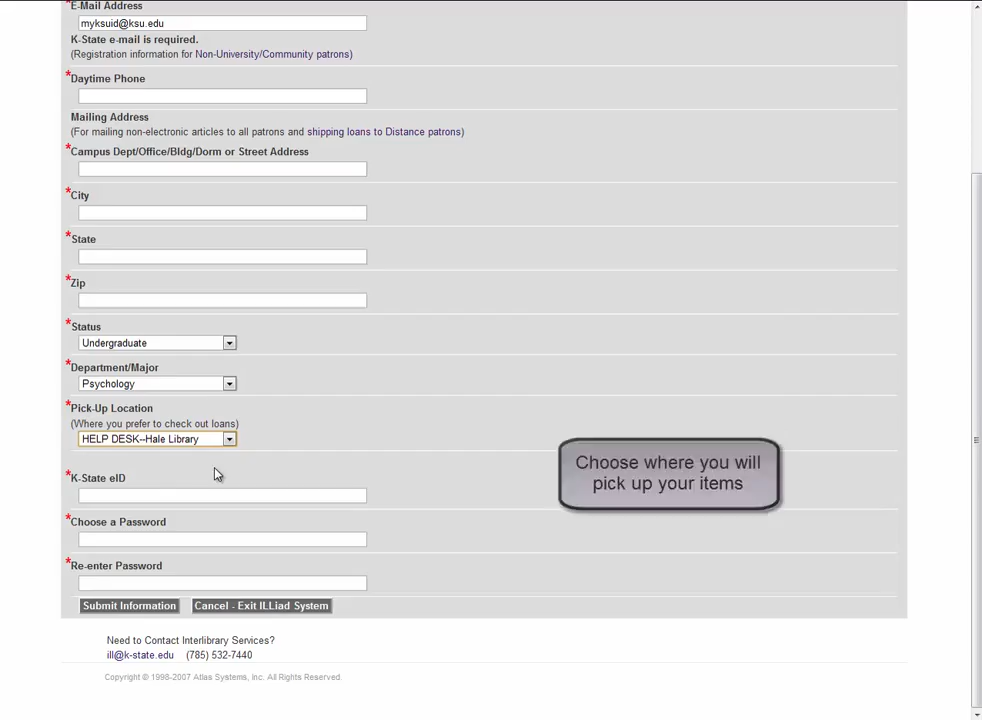 *E-Mail Address
myksuid@ksu.edu
K-State e-mail is required.
(Registration information for Non-University/Community patrons)
*Daytime Phone
Mailing Address
(For mailing non-electronic articles to all patrons and shipping loans to Distance patrons)
*Campus Dept/Office/Bldg/Dorm or Street Address
*City
*State
*Zip
*Status
Undergraduate
*Department/Major
Psychology
*Pick-Up Location
(Where you prefer to check out loans)
HELP DESK--Hale Library
Choose where you will
pick up your items
*K-State eID
*Choose a Password
*Re-enter Password
Submit Information Cancel - Exit ILLiad System
Need to Contact Interlibrary Services?
ill@k-state.edu (785) 532-7440
Copyright © 1998-2007 Atlas Systems, Inc. All Rights Reserved.